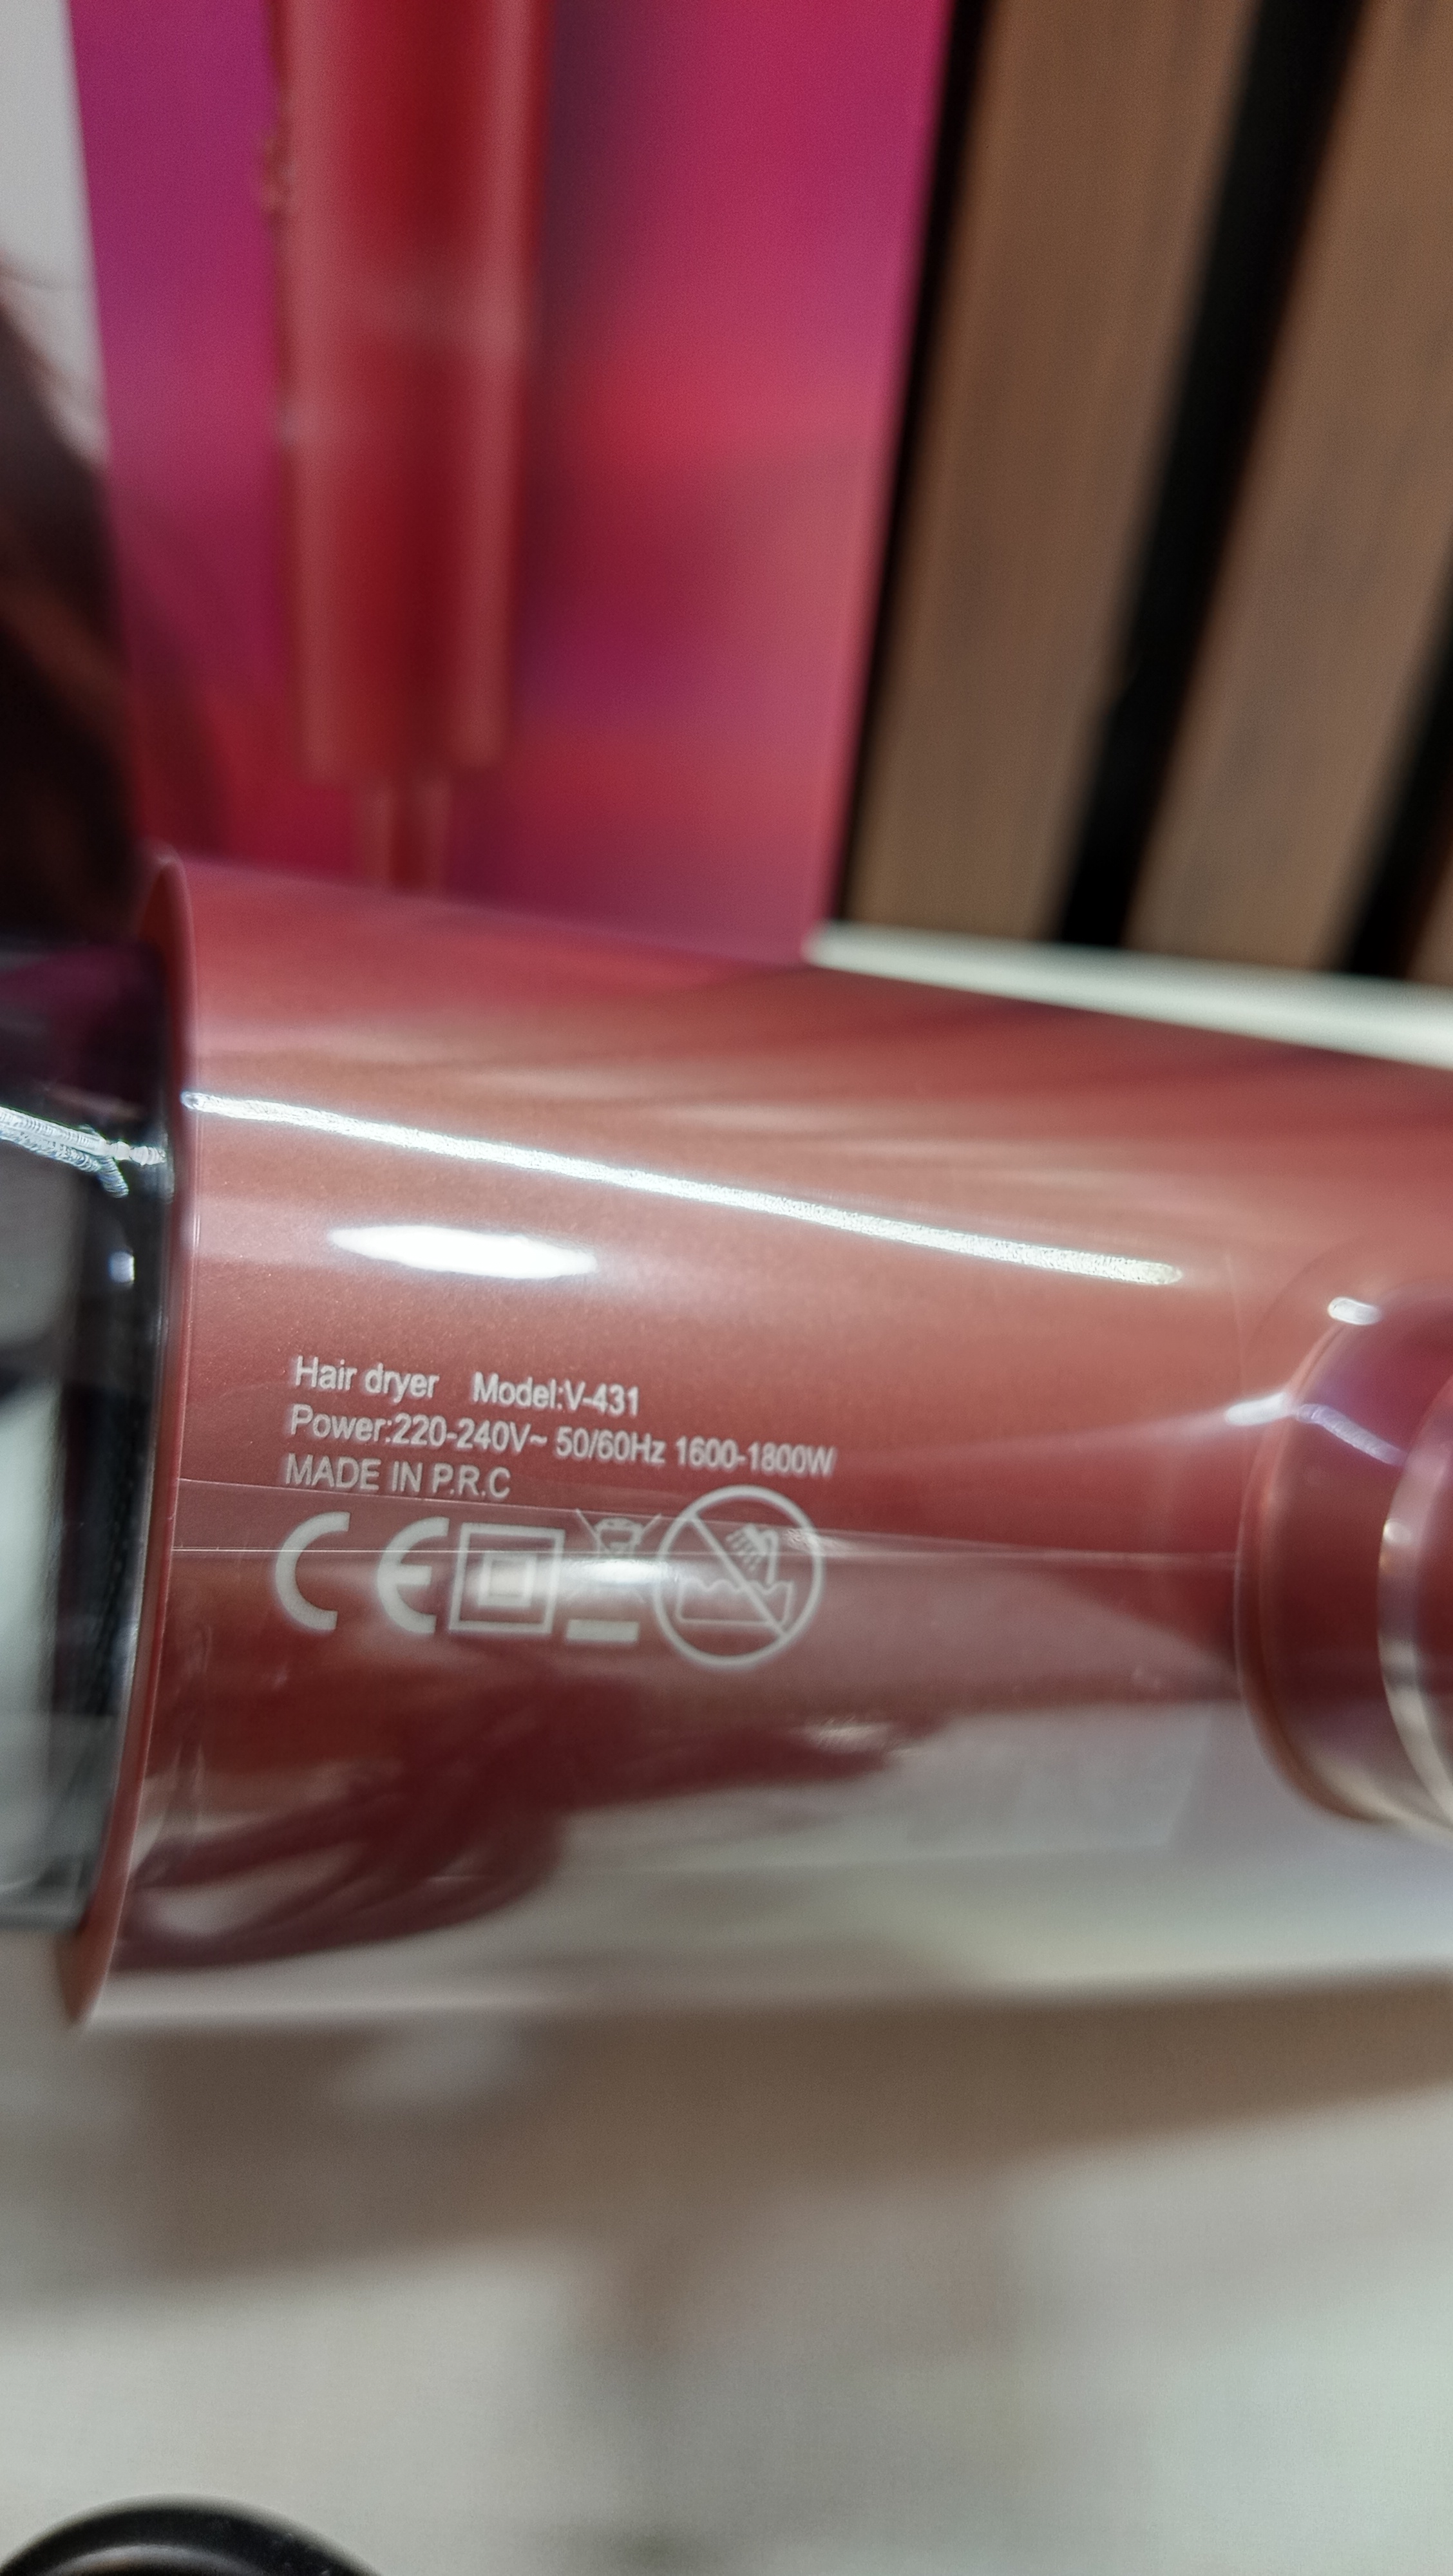 Hair dryer Model:V-431
Power:220-240V~ 50/60Hz 1600-1800W
MADE IN P.R.C
CE